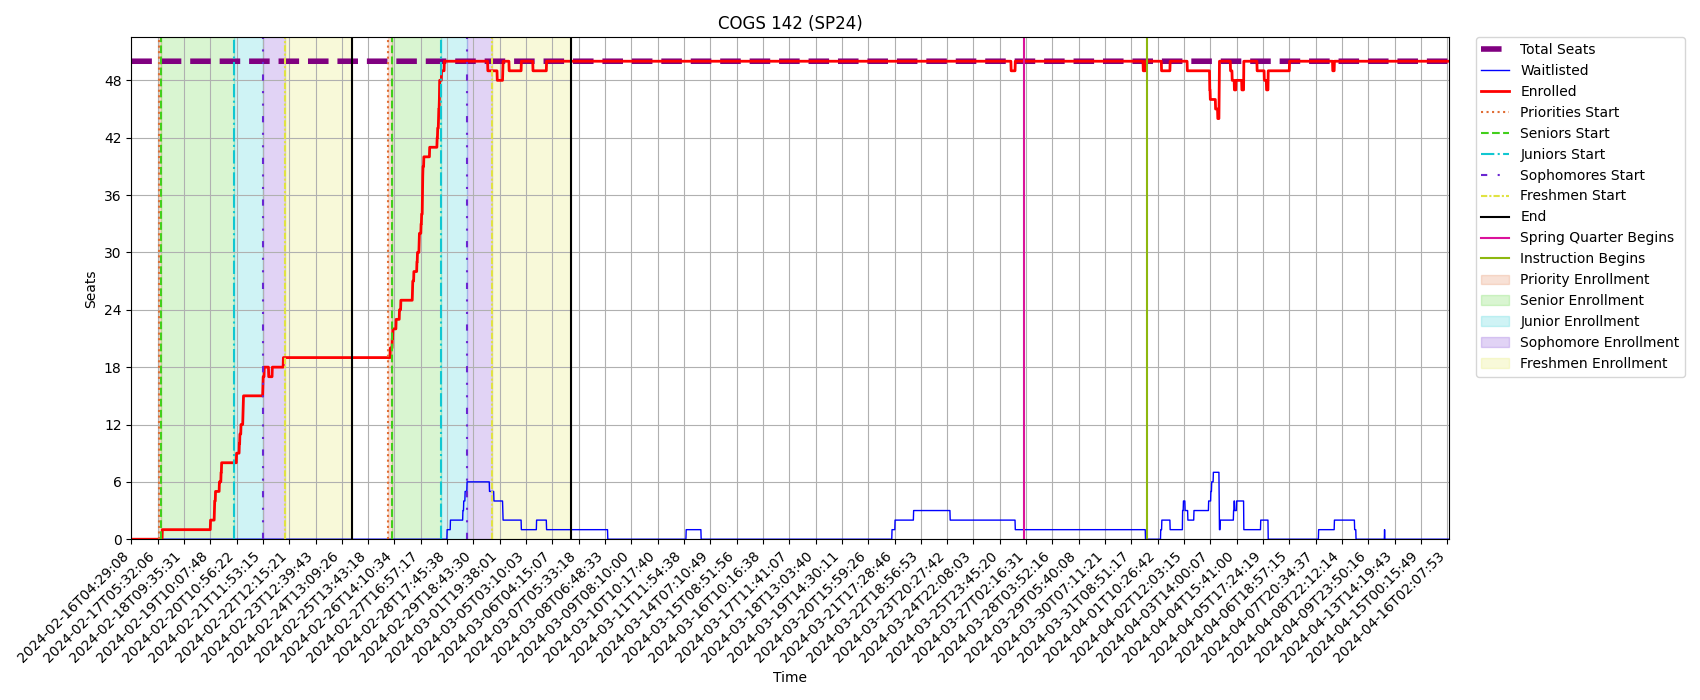 COGS 142 (SP24)
Seats
48
42
36
30
24
18
12
6
0
2024-02-16T04:29:08
2024-02-17T05:32:06
2024-02-18T09:35:31
2024-02-19T10:07:48
2024-02-20T10:56:22
2024-02-21T11:53:15
2024-02-22T12:15:21
2024-02-23T12:39:43
2024-02-24T13:09:26
2024-02-25T13:43:18
2024-02-26T14:10:34
2024-02-27T16:57:17
2024-02-28T17:45:38
2024-02-29T18:43:30
2024-03-01T19:38:01
2024-03-05T03:10:03
2024-03-06T04:15:07
2024-03-07T05:33:18
2024-03-08T06:48:33
2024-03-09T08:10:00
2024-03-10T10:17:40
2024-03-11T11:54:38
2024-03-14T07:10:49
2024-03-15T08:51:56
2024-03-16T10:16:38
2024-03-17T11:41:07
2024-03-18T13:03:40
2024-03-19T14:30:11
2024-03-20T15:59:26
2024-03-21T17:28:46
2024-03-22T18:56:53
2024-03-23T20:27:42
2024-03-24T22:08:03
2024-03-25T23:45:20
2024-03-27T02:16:31
2024-03-28T03:52:16
2024-03-29T05:40:08
2024-03-30T07:11:21
2024-03-31T08:51:17
2024-04-01T10:26:42
2024-04-02T12:03:15
2024-04-03T14:00:07
2024-04-04T15:41:00
2024-04-05T17:24:19
2024-04-06T18:57:15
2024-04-07T20:34:37
2024-04-08T22:12:14
2024-04-09T23:50:16
2024-04-13T14:19:43
2024-04-15T00:15:49
2024-04-16T02:07:53
Time
Total Seats
Waitlisted
Enrolled
Priorities Start
Seniors Start
Juniors Start
Sophomores Start
Freshmen Start
End
Spring Quarter Begins
Instruction Begins
Priority Enrollment
Senior Enrollment
Junior Enrollment
Sophomore Enrollment
Freshmen Enrollment